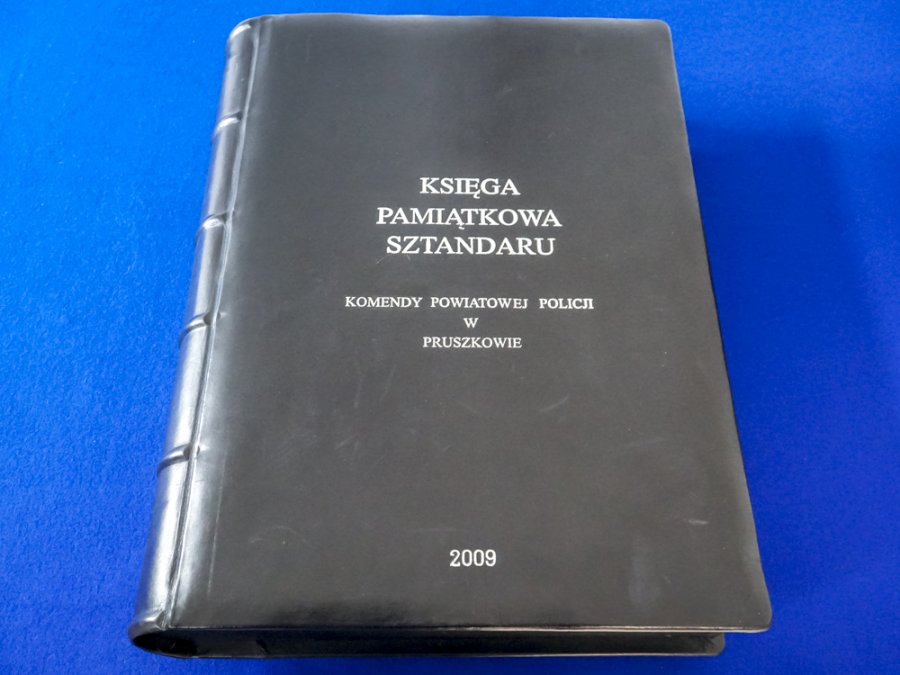 KSIĘGA
PAMIĄTKOWA
SZTANDARU
KOMENDY POWIATOWEJ POLICJI
W
PRUSZKOWIE
2009